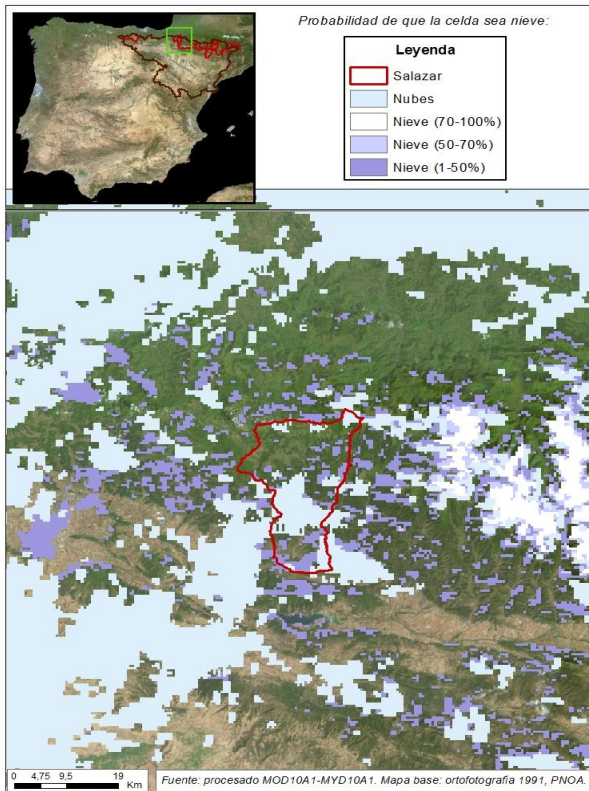 Probabilidad de que la celda sea nieve:
Leyenda
Salazar
Nubes
Nieve (70-100%)
Nieve (50-70%)
Nieve (1-50%)
0 4,75 9,5 19
Km
Fuente: procesado MOD10A1-MYD10A1. Mapa base: ortofotografia 1991, PNOA.